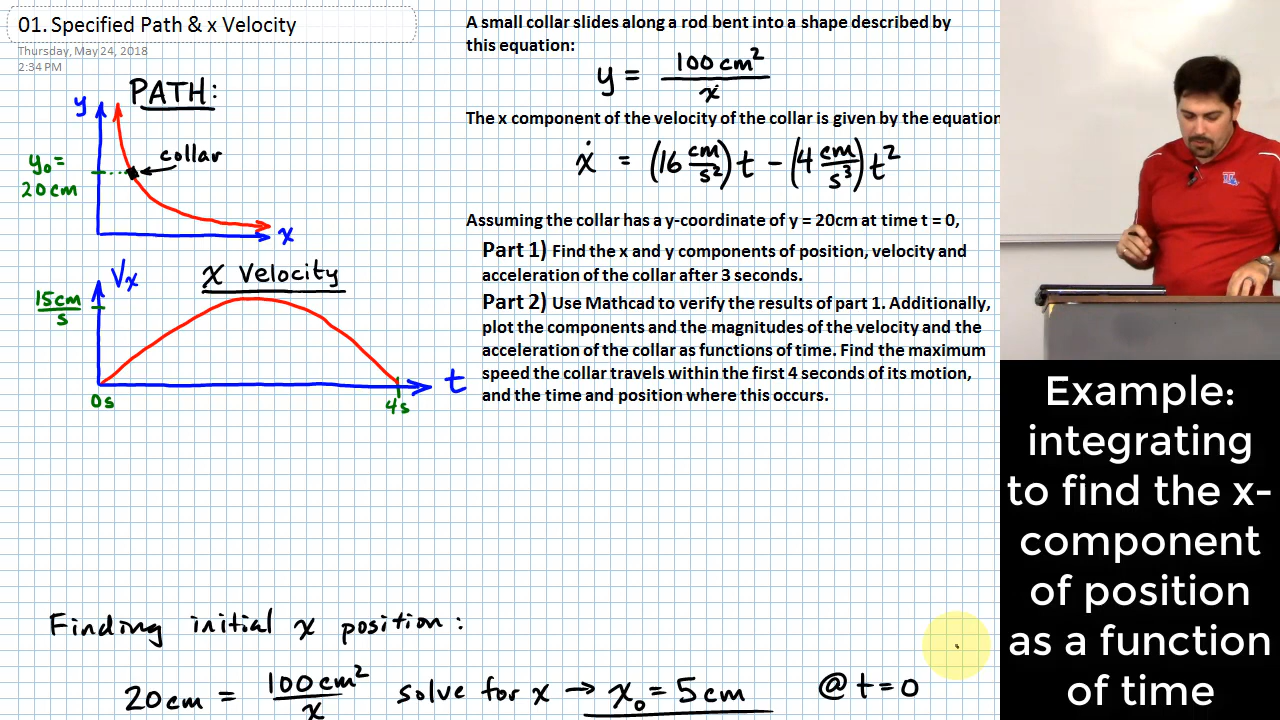 01. Specified Path & x Velocity
Thursday, May 24, 2018
2:34 PM
PATH:
y
collar
y₀ =
20cm
x
Vₓ
X Velocity
15cm
s
t
0s
4s
A small collar slides along a rod bent into a shape described by
this equation:
y = 100 cm² / x
The x component of the velocity of the collar is given by the equation
ẋ = (16 cm/s²) t − (4 cm/s³) t²
Assuming the collar has a y-coordinate of y = 20cm at time t = 0,
Part 1) Find the x and y components of position, velocity and
acceleration of the collar after 3 seconds.
Part 2) Use Mathcad to verify the results of part 1. Additionally,
plot the components and the magnitudes of the velocity and the
acceleration of the collar as functions of time. Find the maximum
speed the collar travels within the first 4 seconds of its motion,
and the time and position where this occurs.
Finding initial x position:
20cm = 100cm² / x solve for x → x₀ = 5cm @ t=0
Example:
integrating
to find the x-
component
of position
as a function
of time